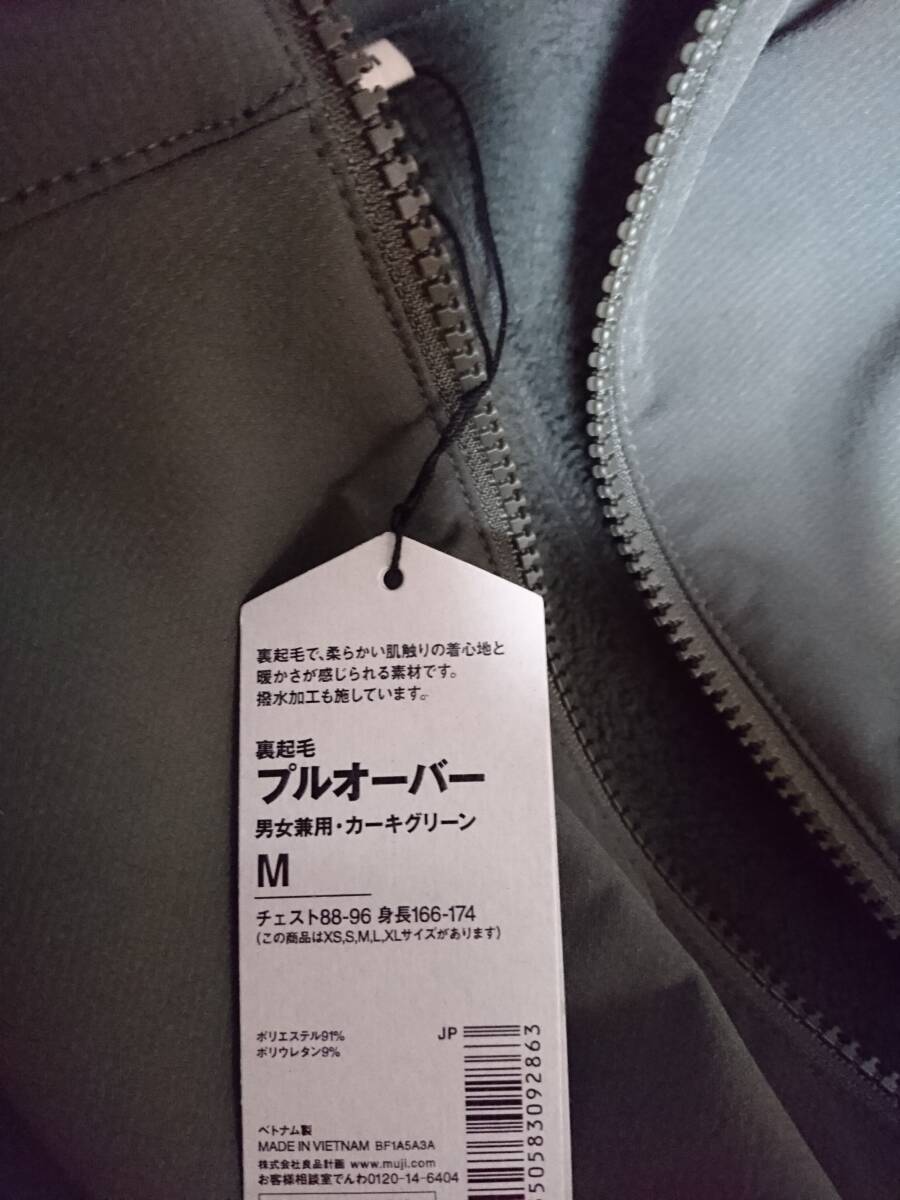 裏起毛で、柔らかい肌触りの着心地と
暖かさが感じられる素材です。
撥水加工も施しています。
裏起毛
プルオーバー
男女兼用・カーキグリーン
M
チェスト88-96 身長166-174
(この商品はXS,S,M,L,XLサイズがあります)
ポリエステル91%
ポリウレタン9%
JP
50583092863
ベトナム製
MADE IN VIETNAM BF1A5A3A
株式会社良品計画 www.muji.com
お客様相談室でんわ0120-14-6404